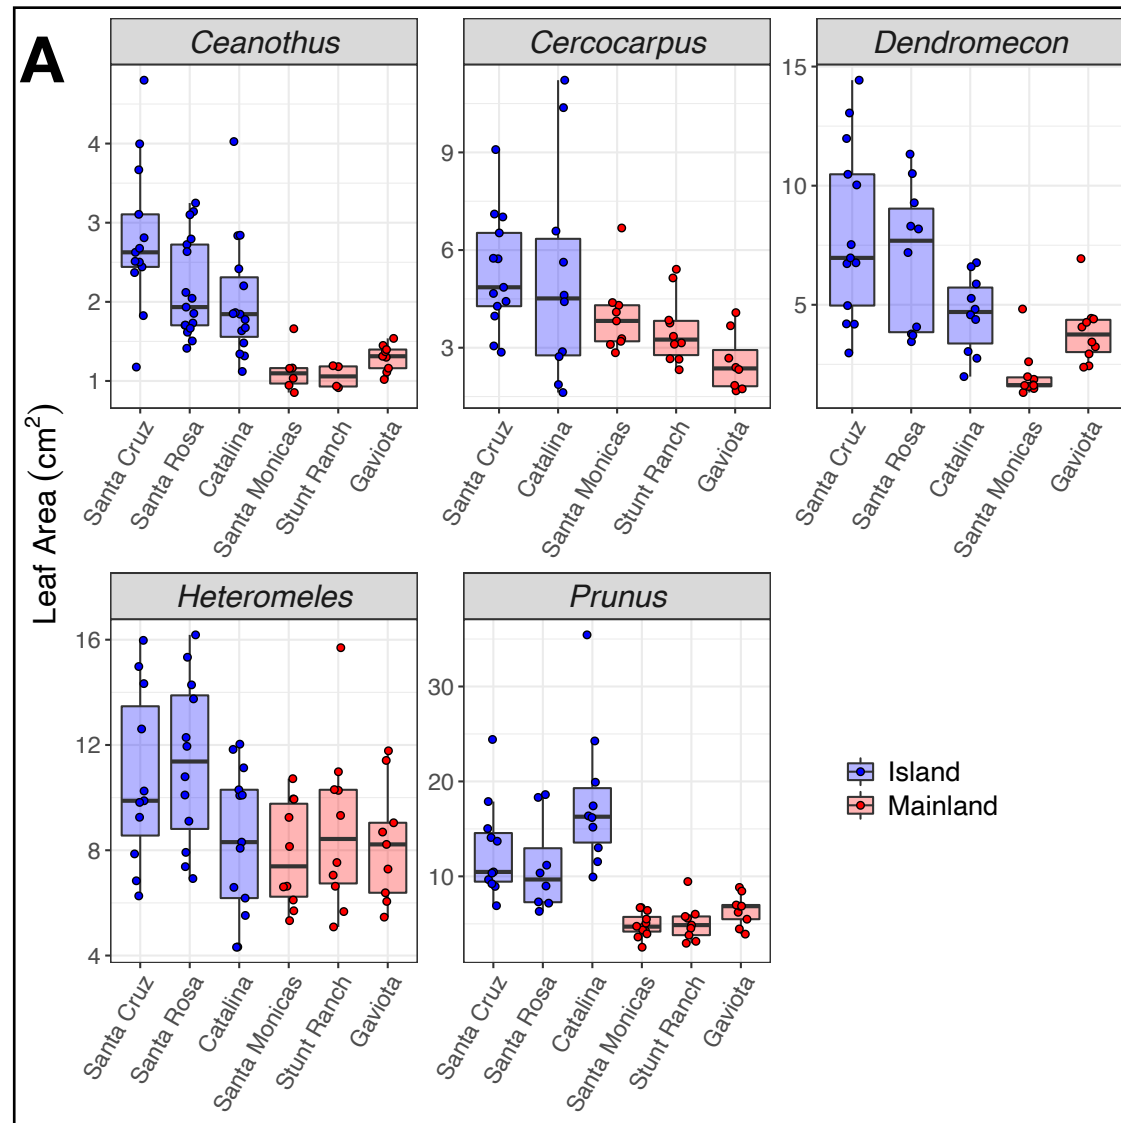 A
Ceanothus
Cercocarpus
Dendromecon
Leaf Area (cm²)
4
3
2
1
9
6
3
15
10
5
Santa Cruz
Santa Rosa
Catalina
Santa Monicas
Stunt Ranch
Gaviota
Santa Cruz
Catalina
Santa Monicas
Stunt Ranch
Gaviota
Santa Cruz
Santa Rosa
Catalina
Santa Monicas
Gaviota
Heteromeles
Prunus
16
12
8
4
30
20
10
Santa Cruz
Santa Rosa
Catalina
Santa Monicas
Stunt Ranch
Gaviota
Santa Cruz
Santa Rosa
Catalina
Santa Monicas
Stunt Ranch
Gaviota
Island
Mainland